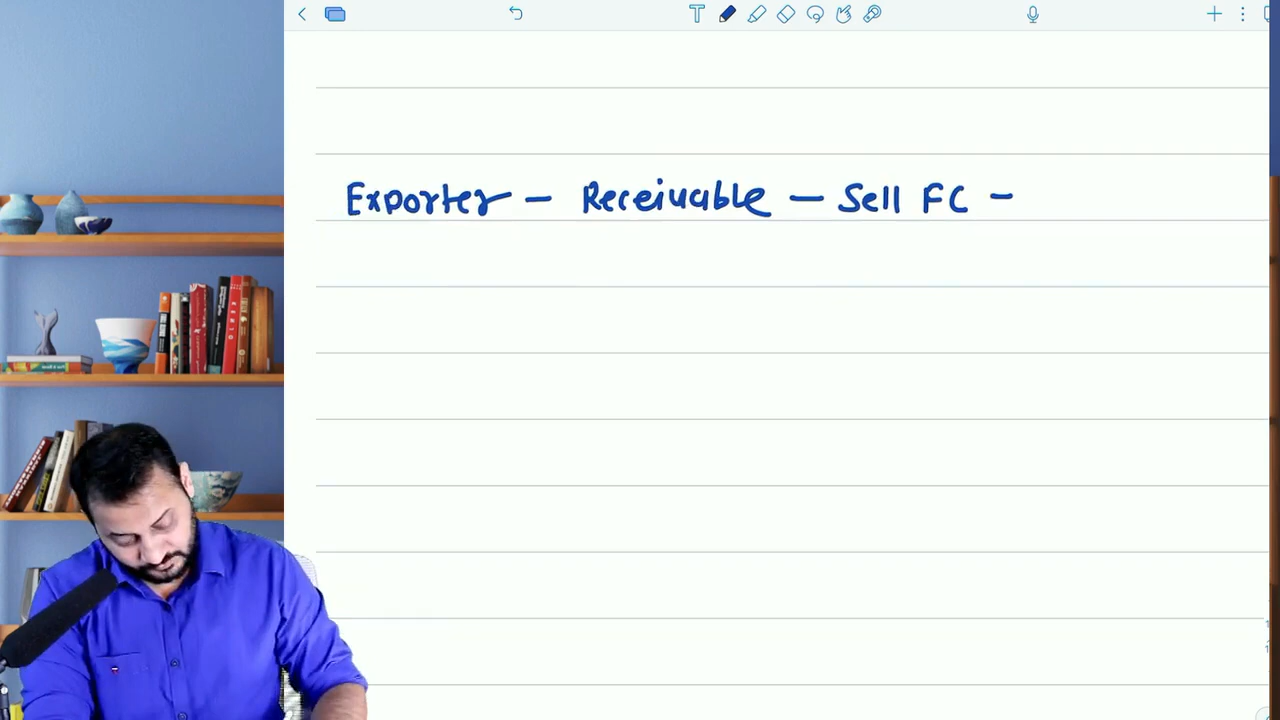 Exporter — Receivable — Sell FC —